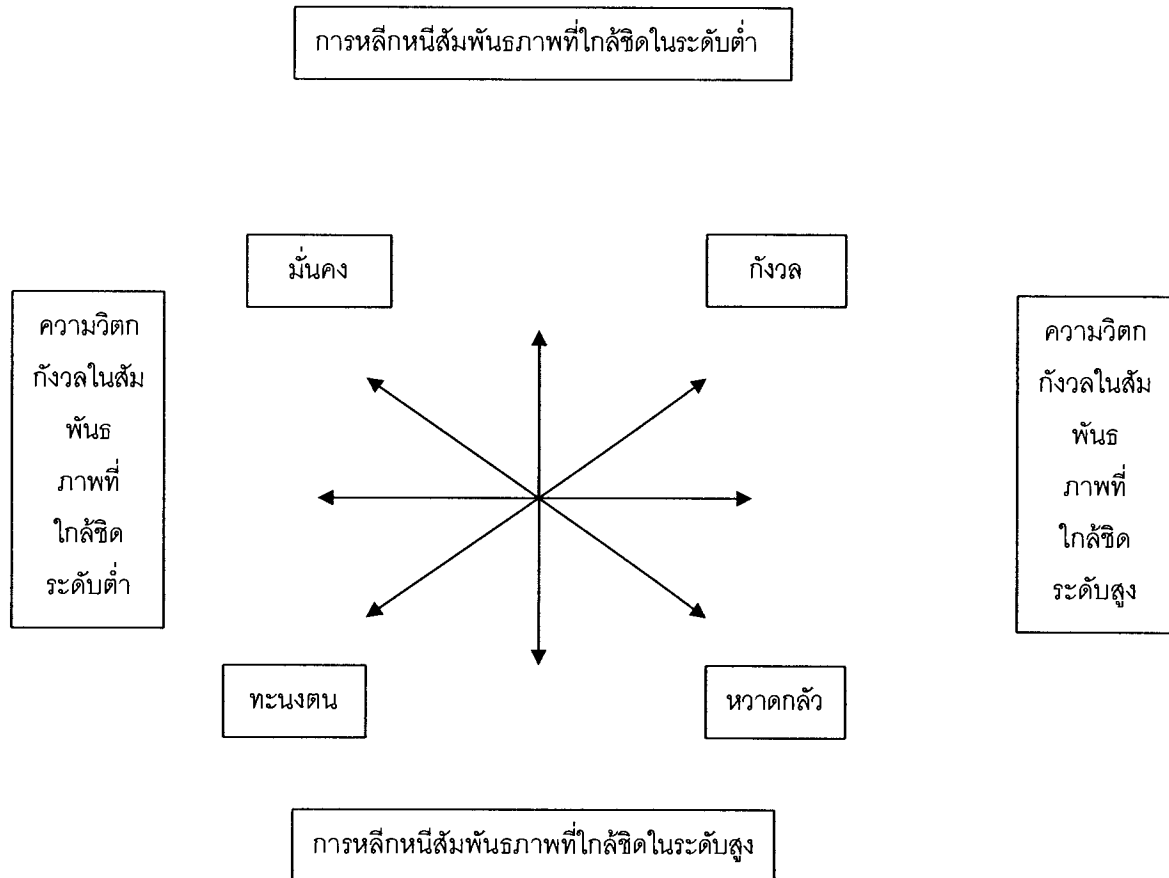 การหลีกหนีสัมพันธภาพที่ใกล้ชิดในระดับต่ำ
มั่นคง
กังวล
ความวิตก
กังวลในสัม
พันธ
ภาพที่
ใกล้ชิด
ระดับต่ำ
ความวิตก
กังวลในสัม
พันธ
ภาพที่
ใกล้ชิด
ระดับสูง
ทะนงตน
หวาดกลัว
การหลีกหนีสัมพันธภาพที่ใกล้ชิดในระดับสูง